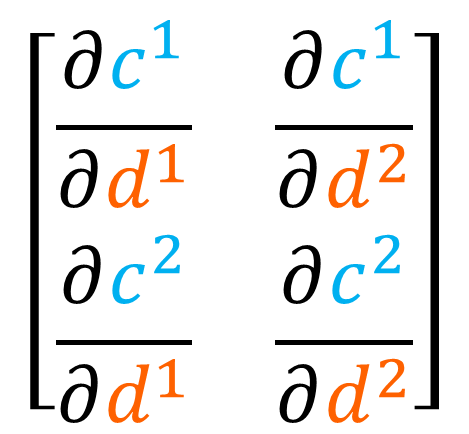 ∂c¹ ∂c¹
∂d¹ ∂d²
∂c² ∂c²
∂d¹ ∂d²